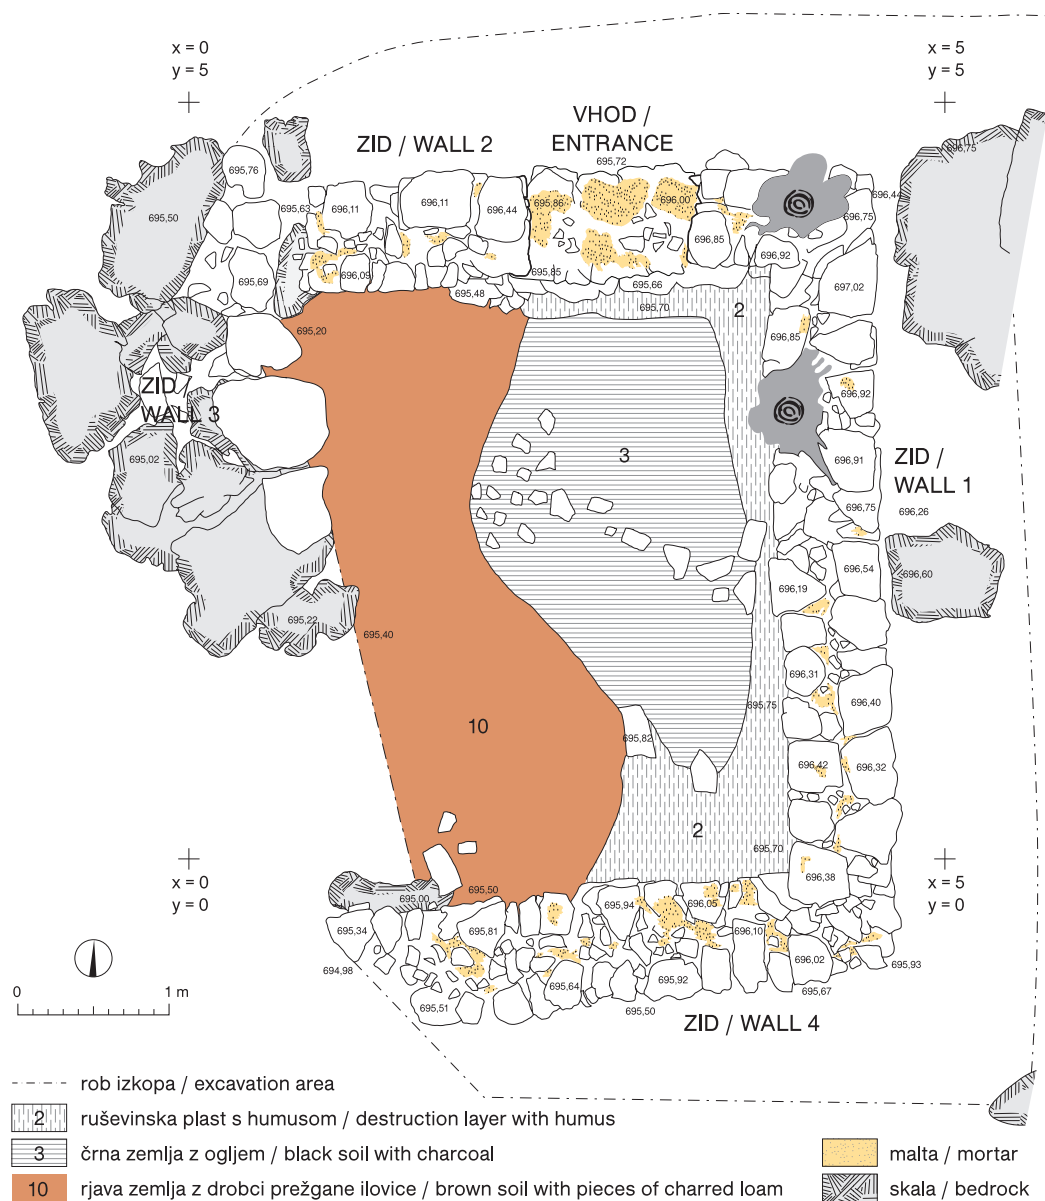 x = 0
y = 5
x = 5
y = 5
VHOD /
ENTRANCE
ZID / WALL 2
695,72
696,75
695,76
696,44
695,50
695,63
696,11
696,11
696,44
695,86
696,00
696,75
696,85
696,92
695,69
696,09
695,85
695,66
697,02
695,48
695,70
2
695,20
696,85
ZID /
WALL 3
696,92
3
695,02
696,91
ZID /
WALL 1
696,75
696,26
696,54
696,60
696,19
695,22
695,40
696,31
696,40
695,75
10
695,82
696,42
696,32
2
695,70
x = 0
y = 0
x = 5
y = 0
696,38
695,50
695,00
695,94
696,05
695,34
695,81
696,10
694,98
696,02
695,93
695,64
695,92
695,67
695,51
695,50
ZID / WALL 4
0
1 m
rob izkopa / excavation area
2 ruševinska plast s humusom / destruction layer with humus
3 črna zemlja z ogljem / black soil with charcoal
malta / mortar
10 rjava zemlja z drobci prežgane ilovice / brown soil with pieces of charred loam
skala / bedrock